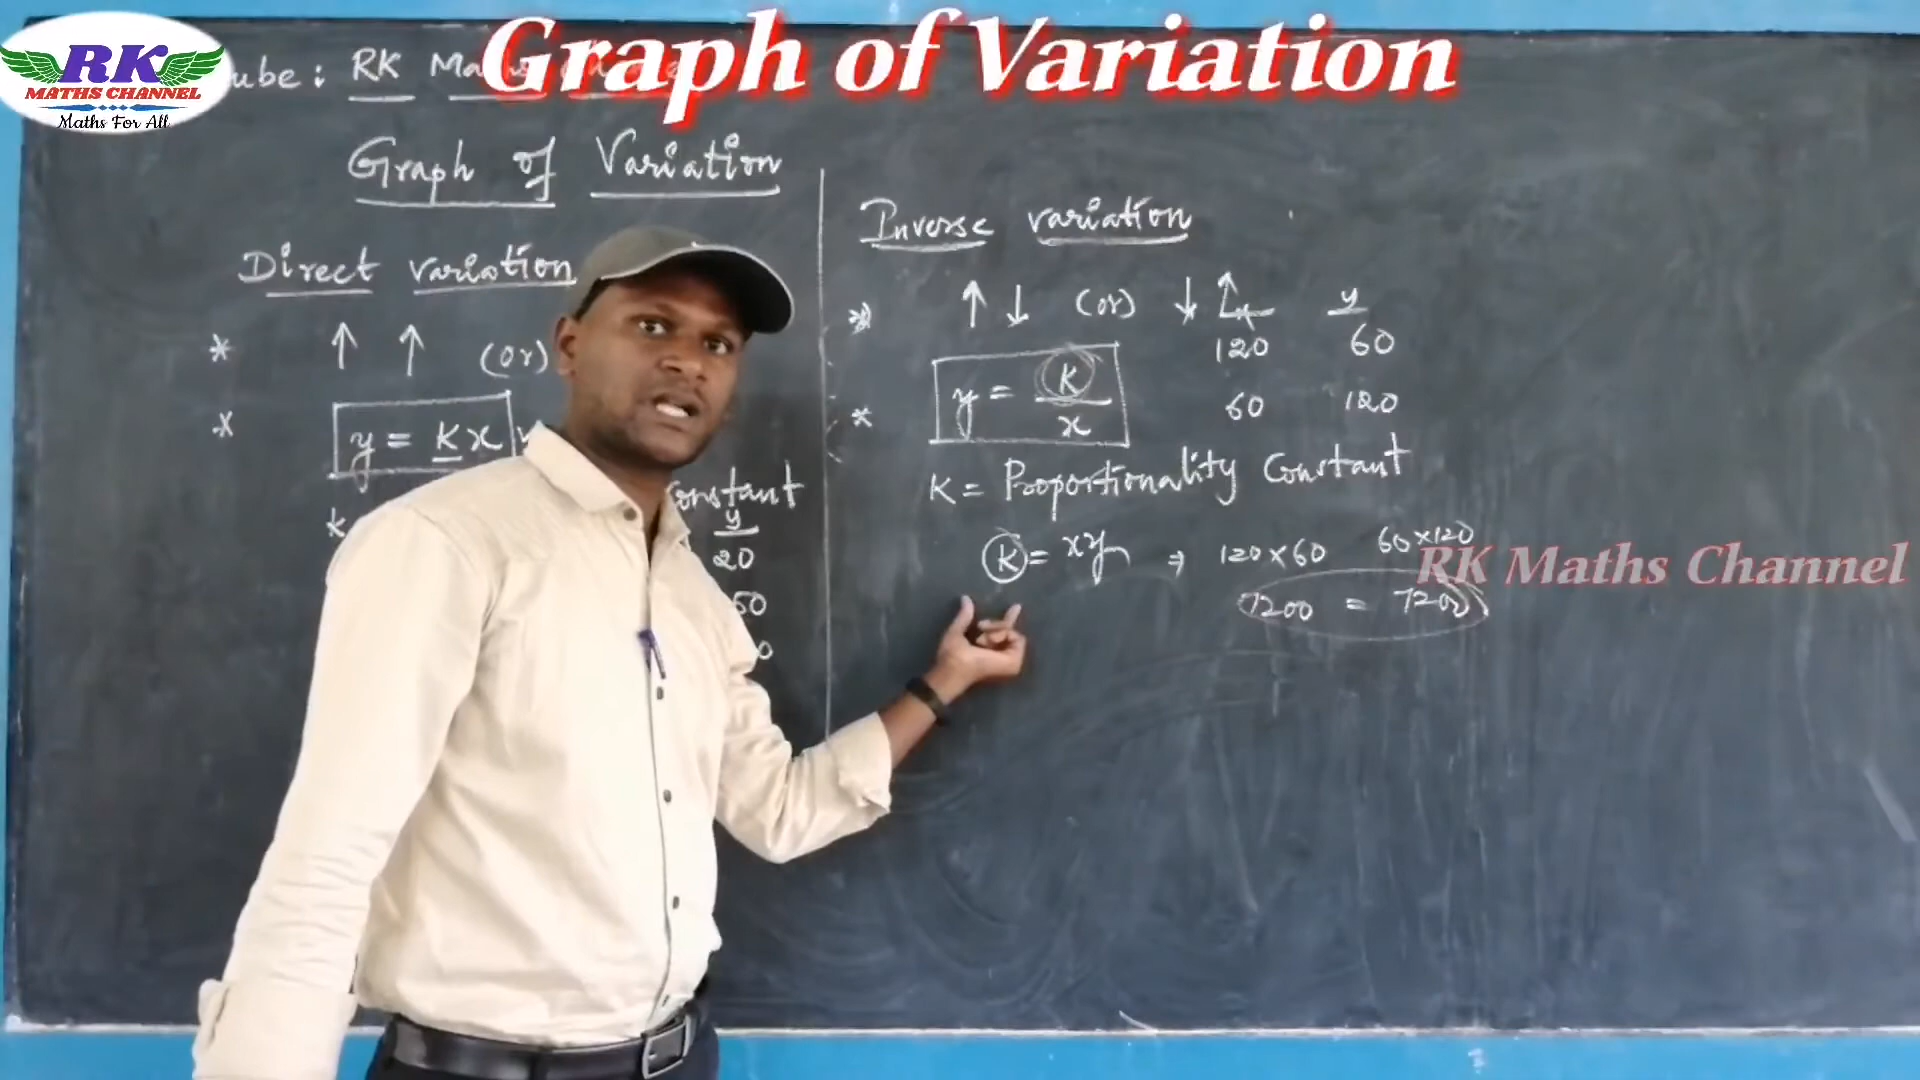 Graph of Variation
RK
MATHS CHANNEL
Maths For All
ube: RK
Graph of Variation
Direct variation
* ↑ ↑ (or)
* y = kx
k
onstant
y
20
50
0
Inverse variation
* ↑ ↓ (or) ↓ ↑
x y
120 60
60 120
* y = k/x
K = Proportionality Constant
k = xy ⇒ 120×60 60×120
7200 = 7200
RK Maths Channel